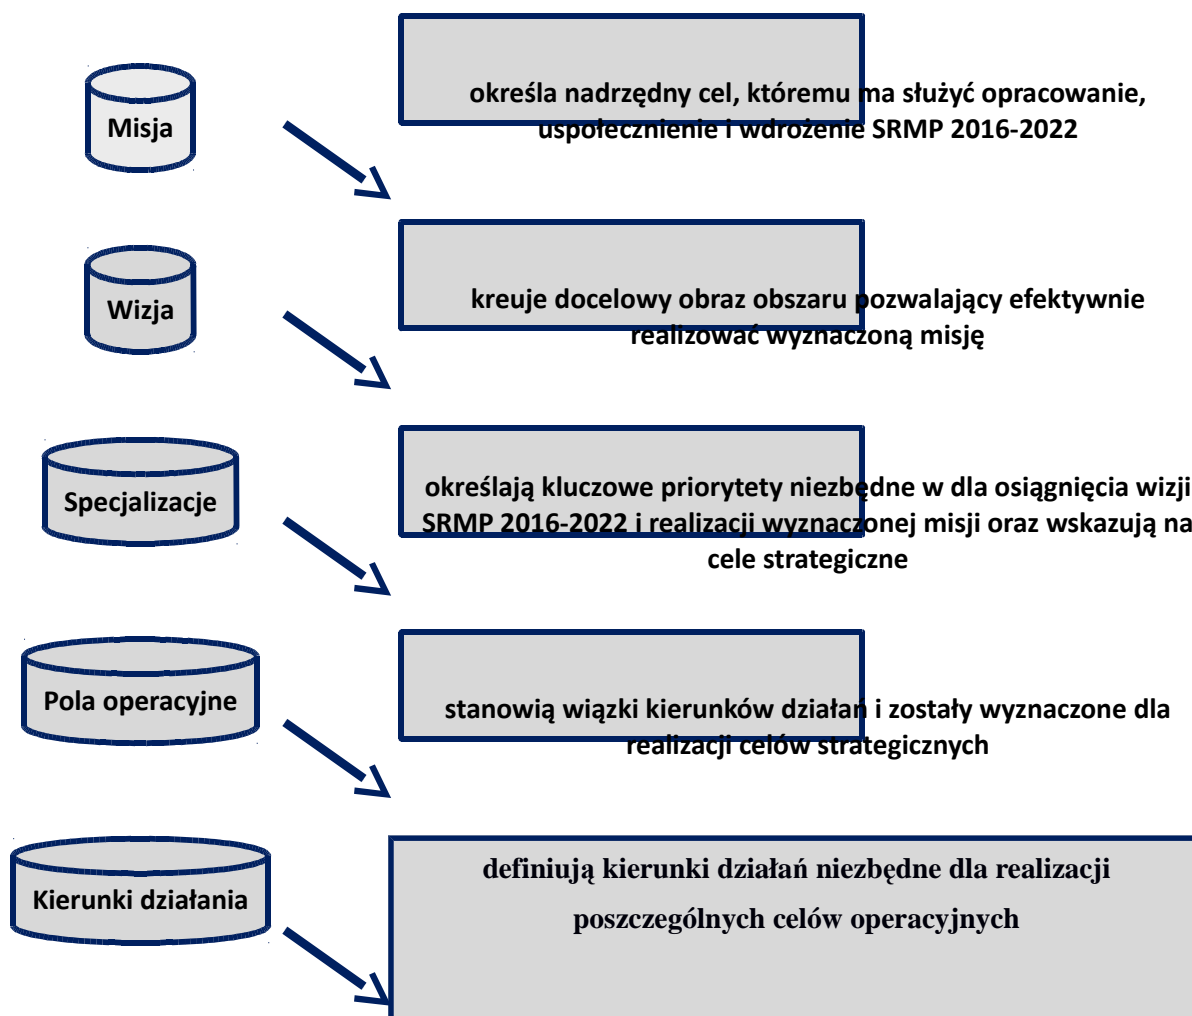 Misja
określa nadrzędny cel, któremu ma służyć opracowanie,
uspołecznienie i wdrożenie SRMP 2016-2022
Wizja
kreuje docelowy obraz obszaru pozwalający efektywnie
realizować wyznaczoną misję
Specjalizacje
określają kluczowe priorytety niezbędne w dla osiągnięcia wizji
SRMP 2016-2022 i realizacji wyznaczonej misji oraz wskazują na
cele strategiczne
Pola operacyjne
stanowią wiązki kierunków działań i zostały wyznaczone dla
realizacji celów strategicznych
Kierunki działania
definiują kierunki działań niezbędne dla realizacji
poszczególnych celów operacyjnych